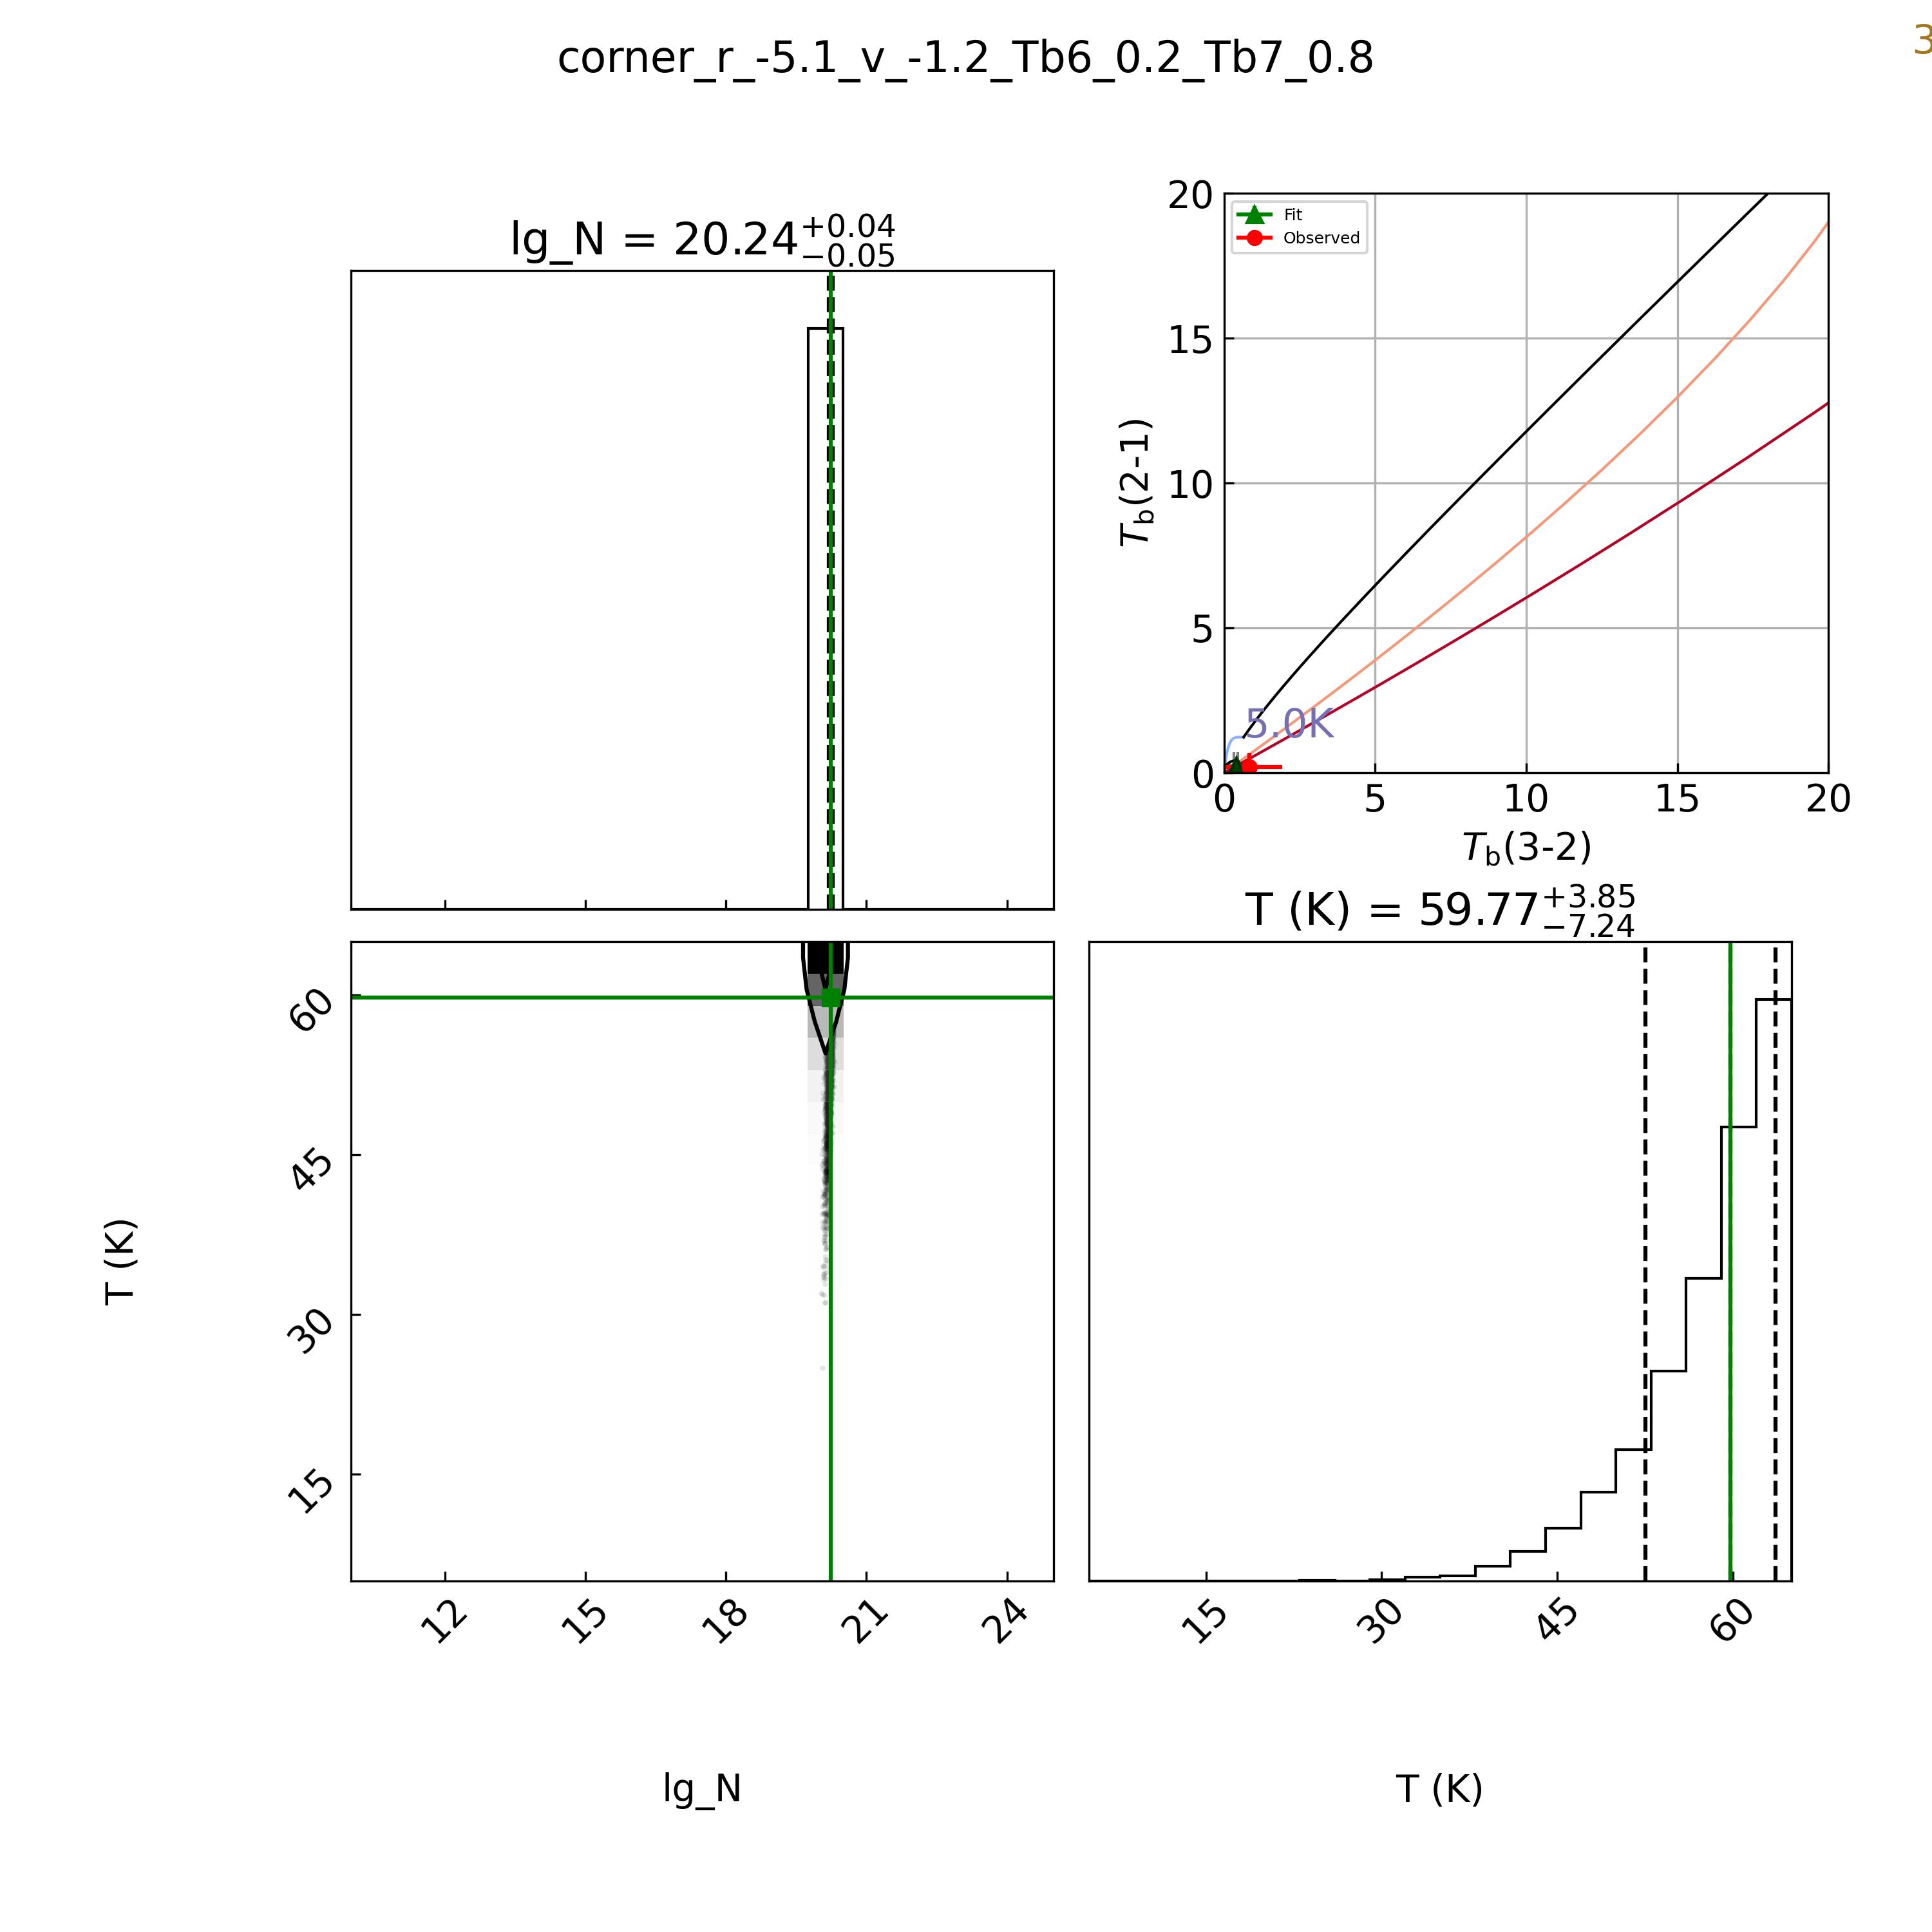 3
corner_r_-5.1_v_-1.2_Tb6_0.2_Tb7_0.8
lg_N = 20.24+0.04−0.05
20
15
10
5
0
Fit
Observed
5.0K
Tb(2-1)
0 5 10 15 20
Tb(3-2)
T (K) = 59.77+3.85−7.24
60
45
30
15
T (K)
12 15 18 21 24
15 30 45 60
lg_N
T (K)